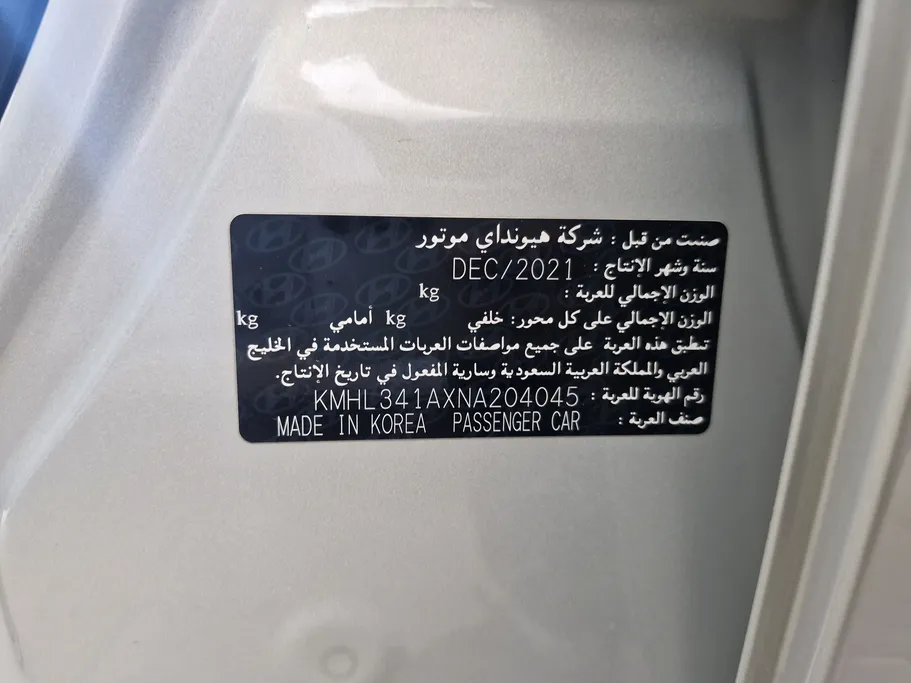 صنعت من قبل : شركة هيونداي موتور
سنة وشهر الإنتاج : DEC/2021
الوزن الإجمالي للعربة : kg
الوزن الإجمالي على كل محور: خلفي kg أمامي kg
تنطبق هذه العربة على جميع مواصفات العربات المستخدمة في الخليج
العربي والمملكة العربية السعودية وسارية المفعول في تاريخ الإنتاج.
رقم الهوية للعربة : KMHL341AXNA204045
صنف العربة : MADE IN KOREA PASSENGER CAR